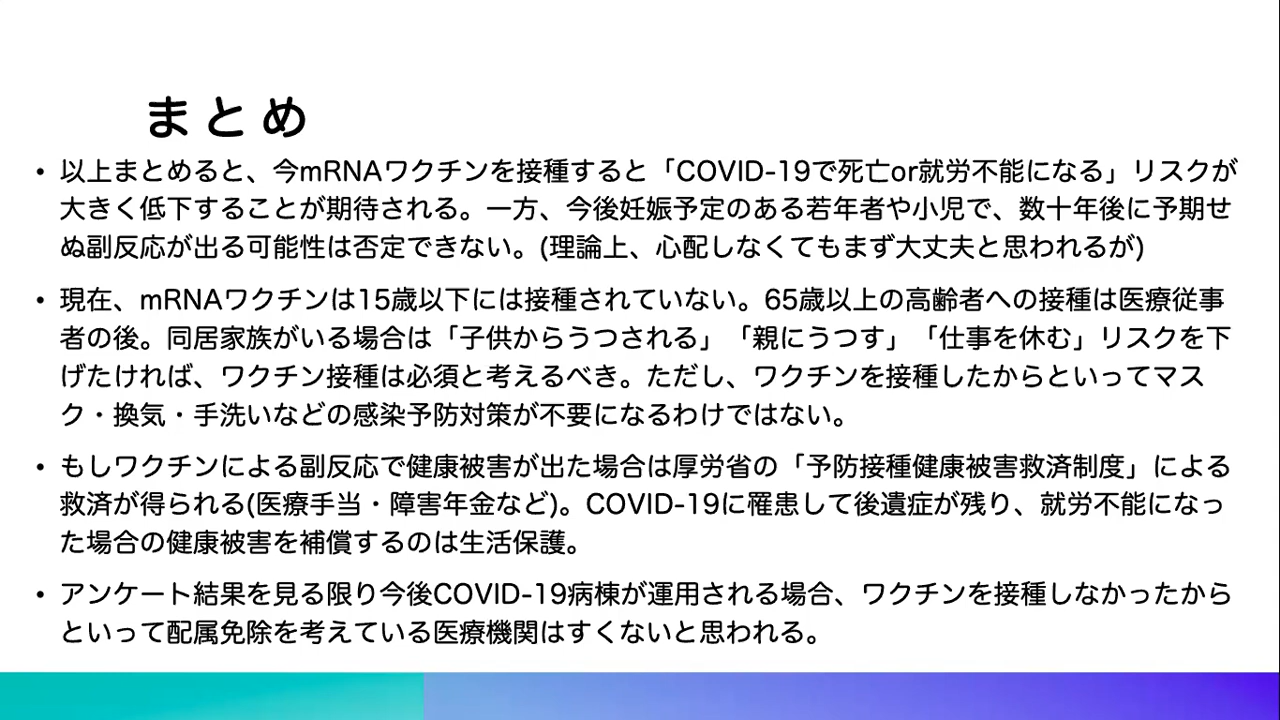 まとめ
• 以上まとめると、今mRNAワクチンを接種すると「COVID-19で死亡or就労不能になる」リスクが
大きく低下することが期待される。一方、今後妊娠予定のある若年者や小児で、数十年後に予期せ
ぬ副反応が出る可能性は否定できない。(理論上、心配しなくてもまず大丈夫と思われるが)
• 現在、mRNAワクチンは15歳以下には接種されていない。65歳以上の高齢者への接種は医療従事
者の後。同居家族がいる場合は「子供からうつされる」「親にうつす」「仕事を休む」リスクを下
げたければ、ワクチン接種は必須と考えるべき。ただし、ワクチンを接種したからといってマス
ク・換気・手洗いなどの感染予防対策が不要になるわけではない。
• もしワクチンによる副反応で健康被害が出た場合は厚労省の「予防接種健康被害救済制度」による
救済が得られる(医療手当・障害年金など)。COVID-19に罹患して後遺症が残り、就労不能になっ
た場合の健康被害を補償するのは生活保護。
• アンケート結果を見る限り今後COVID-19病棟が運用される場合、ワクチンを接種しなかったから
といって配属免除を考えている医療機関はすくないと思われる。